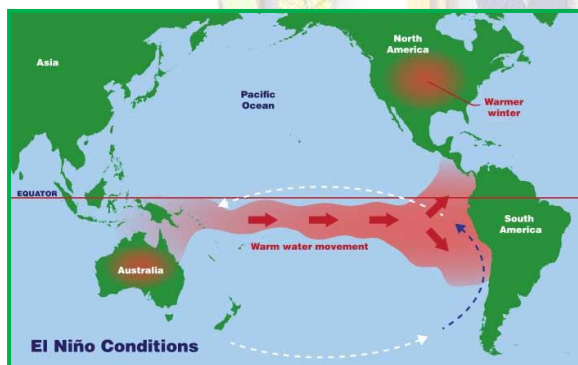 North
America
Asia
Pacific
Ocean
Warmer
winter
EQUATOR
South
America
Warm water movement
Australia
El Niño Conditions